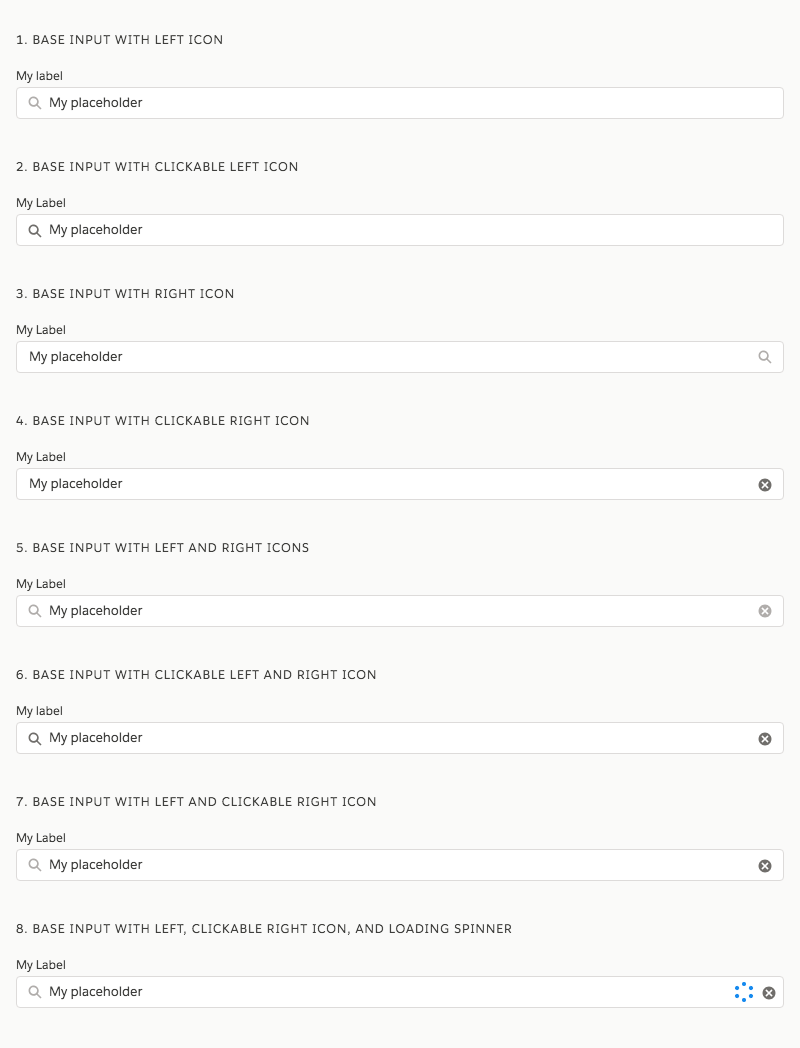 1. BASE INPUT WITH LEFT ICON
My label
My placeholder
2. BASE INPUT WITH CLICKABLE LEFT ICON
My Label
My placeholder
3. BASE INPUT WITH RIGHT ICON
My Label
My placeholder
4. BASE INPUT WITH CLICKABLE RIGHT ICON
My Label
My placeholder
5. BASE INPUT WITH LEFT AND RIGHT ICONS
My Label
My placeholder
6. BASE INPUT WITH CLICKABLE LEFT AND RIGHT ICON
My label
My placeholder
7. BASE INPUT WITH LEFT AND CLICKABLE RIGHT ICON
My Label
My placeholder
8. BASE INPUT WITH LEFT, CLICKABLE RIGHT ICON, AND LOADING SPINNER
My Label
My placeholder